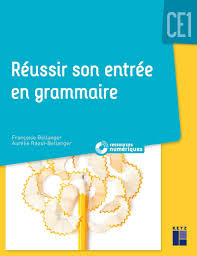 CE1
Réussir son entrée
en grammaire
Françoise Bellanger
Aurélie Raoul-Bellanger
ressources
numériques
RETZ